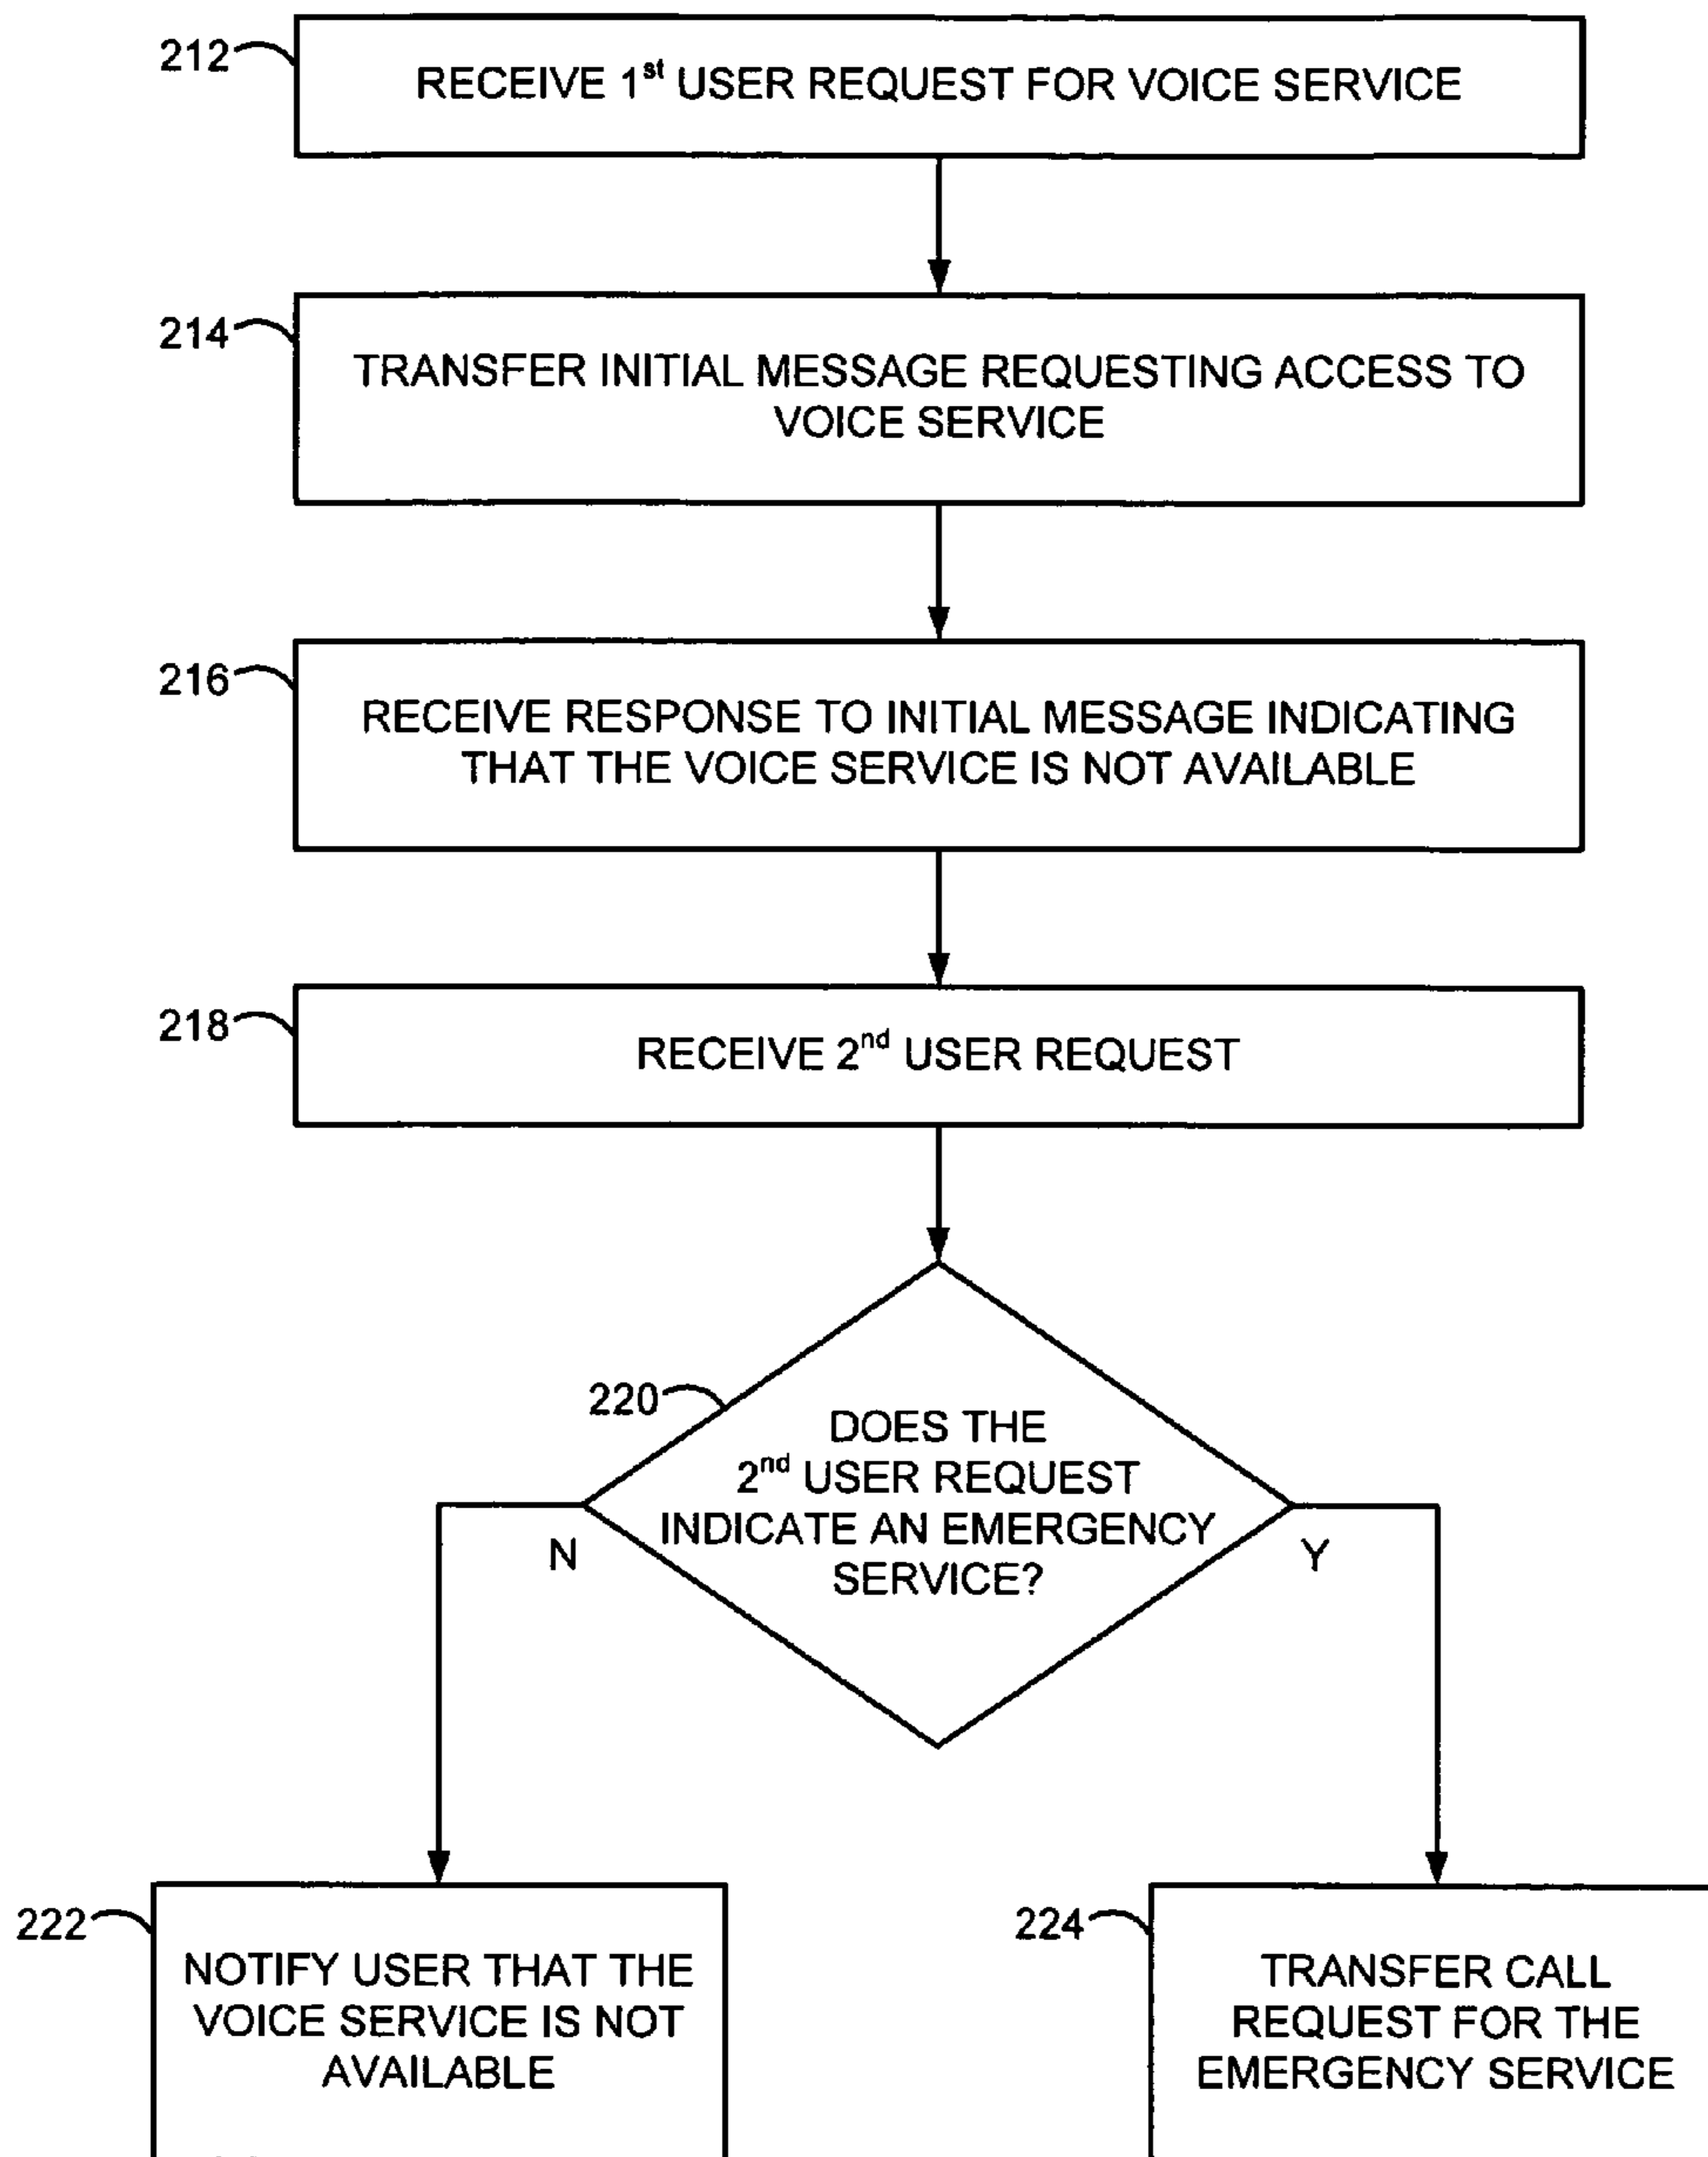 212
RECEIVE 1st USER REQUEST FOR VOICE SERVICE
214
TRANSFER INITIAL MESSAGE REQUESTING ACCESS TO
VOICE SERVICE
216
RECEIVE RESPONSE TO INITIAL MESSAGE INDICATING
THAT THE VOICE SERVICE IS NOT AVAILABLE
218
RECEIVE 2nd USER REQUEST
220
DOES THE
2nd USER REQUEST
INDICATE AN EMERGENCY
SERVICE?
N
Y
222
NOTIFY USER THAT THE
VOICE SERVICE IS NOT
AVAILABLE
224
TRANSFER CALL
REQUEST FOR THE
EMERGENCY SERVICE